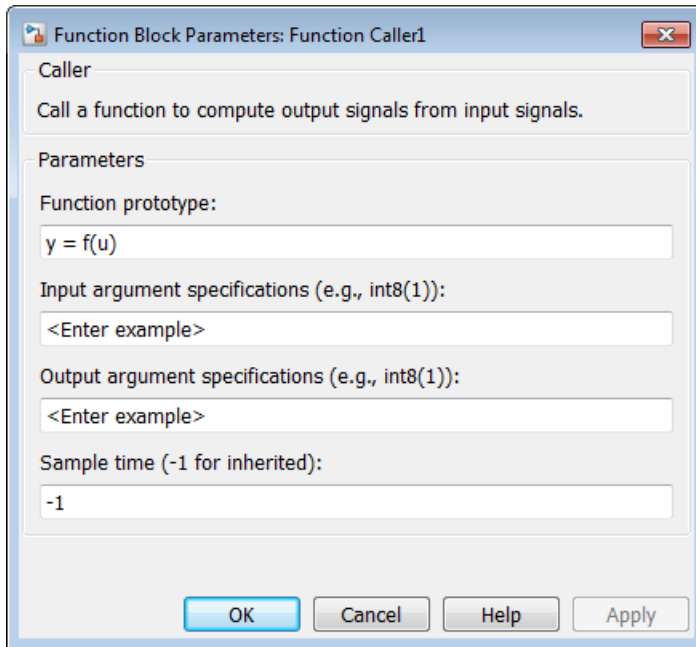 Function Block Parameters: Function Caller1
Caller
Call a function to compute output signals from input signals.
Parameters
Function prototype:
y = f(u)
Input argument specifications (e.g., int8(1)):
<Enter example>
Output argument specifications (e.g., int8(1)):
<Enter example>
Sample time (-1 for inherited):
-1
OK Cancel Help Apply